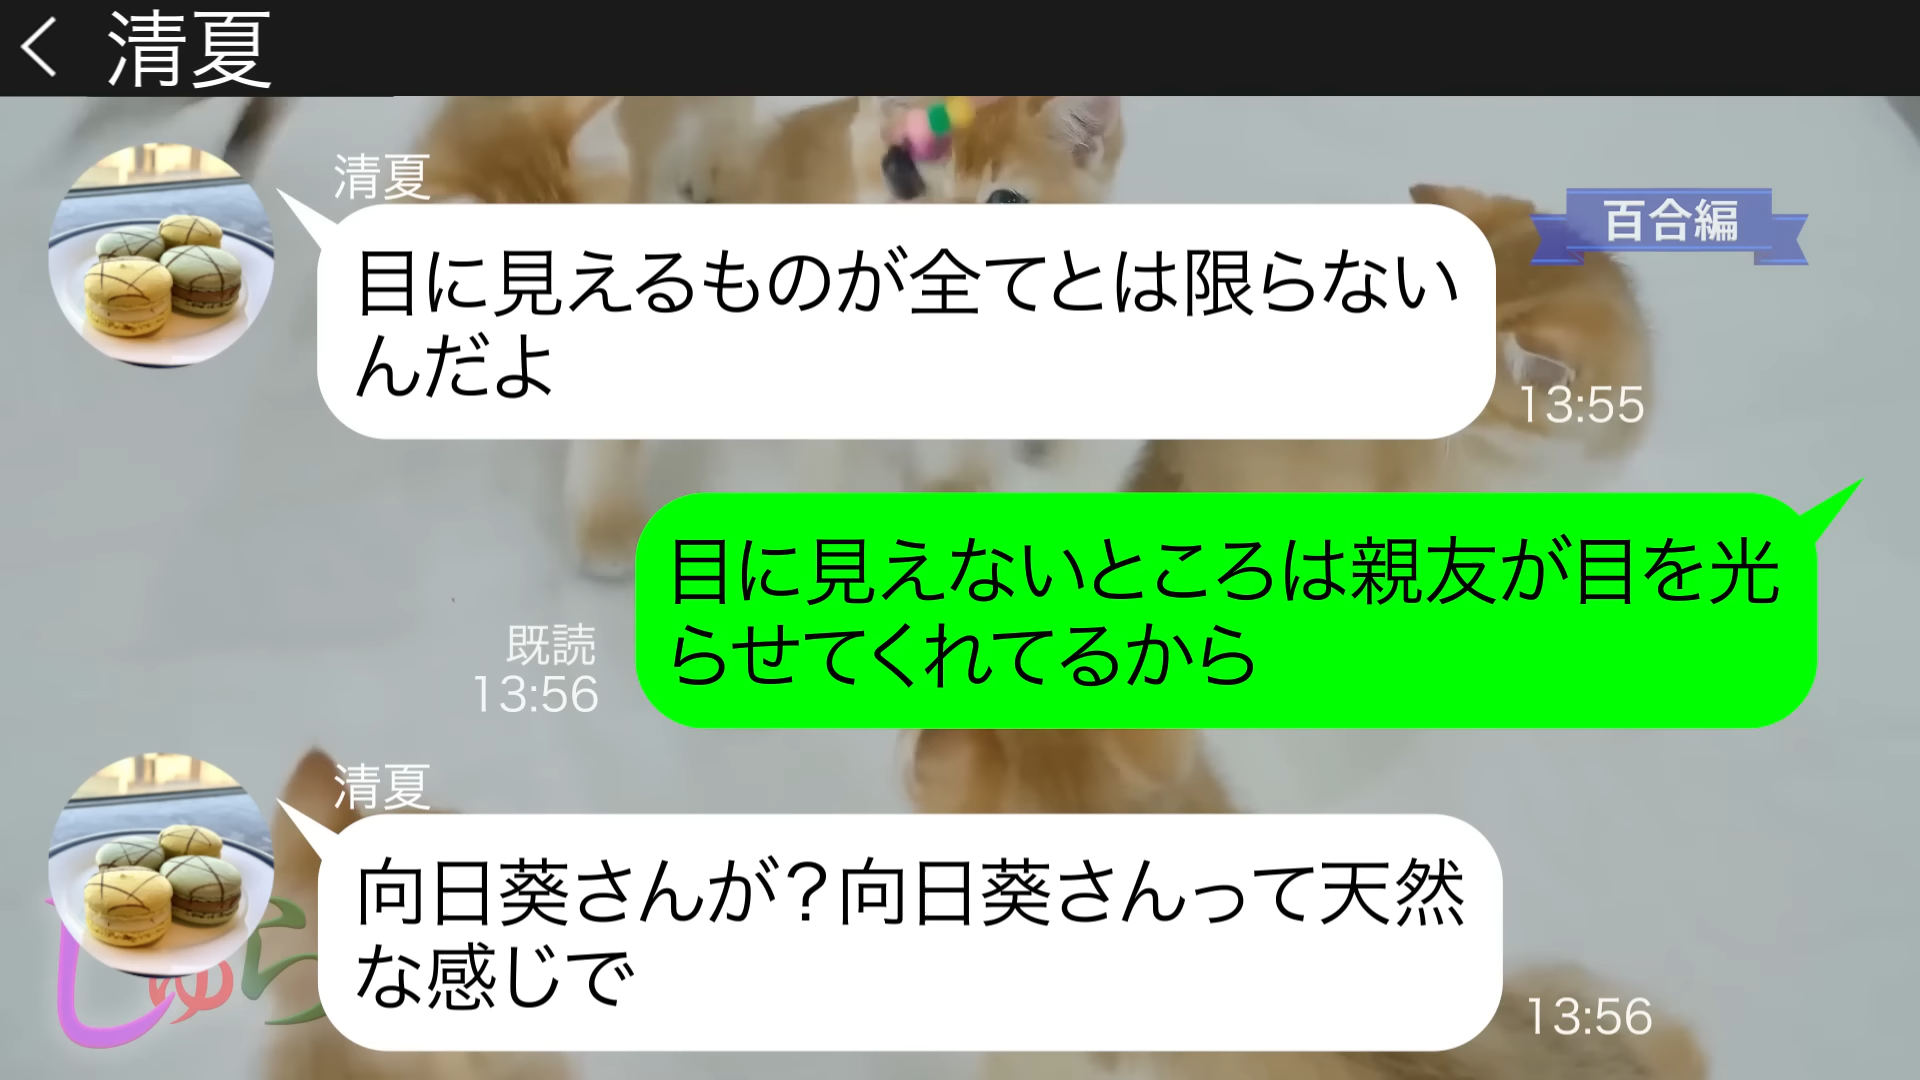 清夏
清夏
百合編
目に見えるものが全てとは限らない
んだよ
13:55
目に見えないところは親友が目を光
らせてくれてるから
既読
13:56
清夏
向日葵さんが？向日葵さんって天然
な感じで
13:56
しゅら